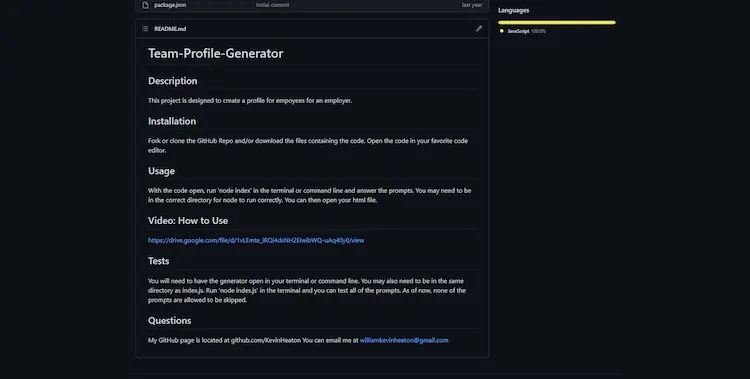 package.json initial commit last year
Languages
JavaScript 100.0%
README.md
Team-Profile-Generator
Description
This project is designed to create a profile for empoyees for an employer.
Installation
Fork or clone the GitHub Repo and/or download the files containing the code. Open the code in your favorite code
editor.
Usage
With the code open, run 'node index' in the terminal or command line and answer the prompts. You may need to be
in the correct directory for node to run correctly. You can then open your html file.
Video: How to Use
Tests
You will need to have the generator open in your terminal or command line. You may also need to be in the same
directory as index.js. Run 'node index.js' in the terminal and you can test all of the prompts. As of now, none of the
prompts are allowed to be skipped.
Questions
My GitHub page is located at github.com/KevinHeaton You can email me at williamkevinheaton@gmail.com